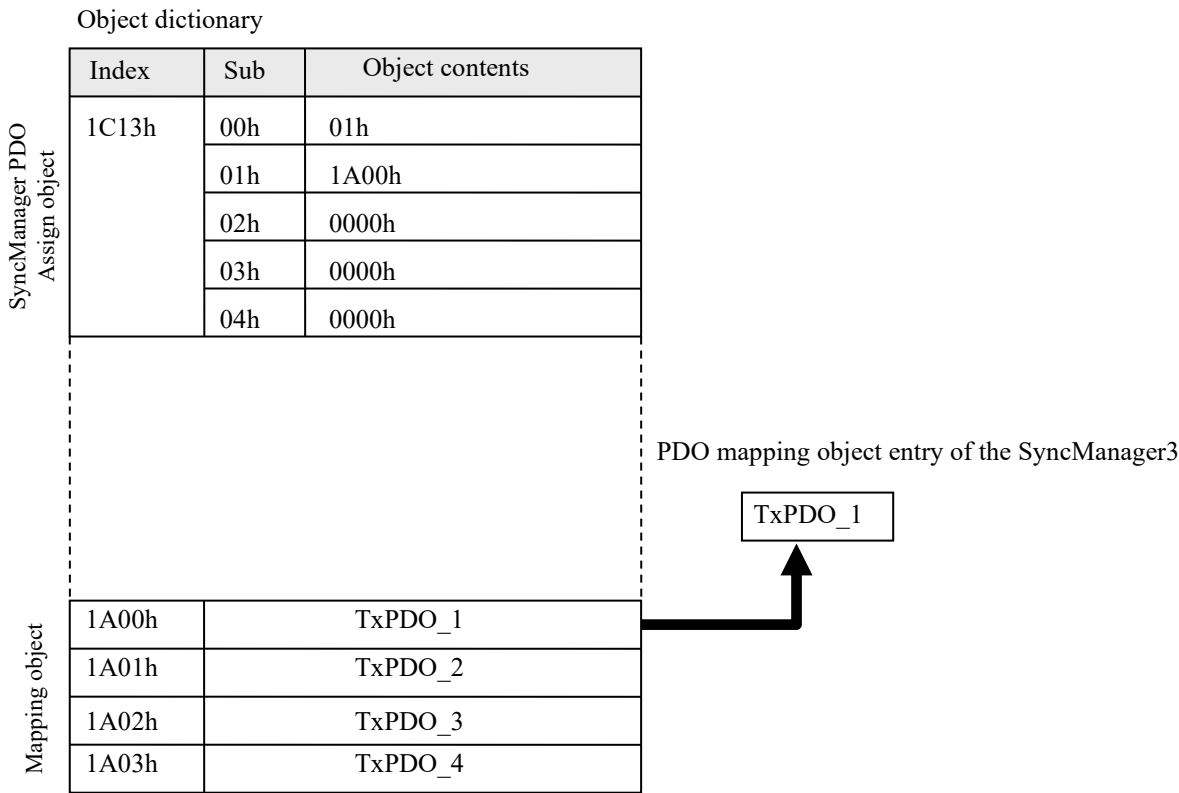 Object dictionary
Index Sub Object contents
SyncManager PDO
Assign object
1C13h 00h 01h
01h 1A00h
02h 0000h
03h 0000h
04h 0000h
PDO mapping object entry of the SyncManager3
TxPDO_1
Mapping object
1A00h TxPDO_1
1A01h TxPDO_2
1A02h TxPDO_3
1A03h TxPDO_4